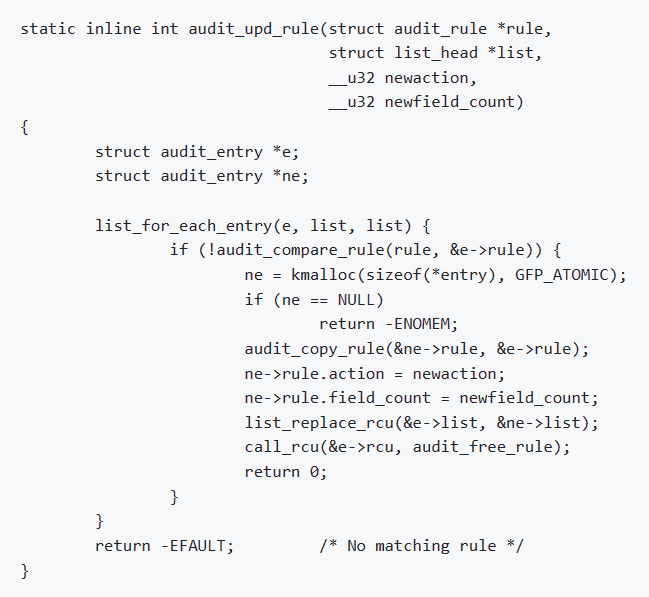 static inline int audit_upd_rule(struct audit_rule *rule,
                                 struct list_head *list,
                                 __u32 newaction,
                                 __u32 newfield_count)
{
        struct audit_entry *e;
        struct audit_entry *ne;

        list_for_each_entry(e, list, list) {
                if (!audit_compare_rule(rule, &e->rule)) {
                        ne = kmalloc(sizeof(*entry), GFP_ATOMIC);
                        if (ne == NULL)
                                return -ENOMEM;
                        audit_copy_rule(&ne->rule, &e->rule);
                        ne->rule.action = newaction;
                        ne->rule.field_count = newfield_count;
                        list_replace_rcu(&e->list, &ne->list);
                        call_rcu(&e->rcu, audit_free_rule);
                        return 0;
                }
        }
        return -EFAULT;         /* No matching rule */
}